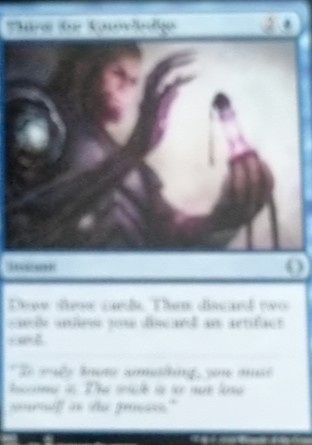 Thirst for Knowledge 2
Instant
Draw three cards. Then discard two
cards unless you discard an artifact
card.
"To truly know something, you must
become it. The trick is to not lose
yourself in the process."